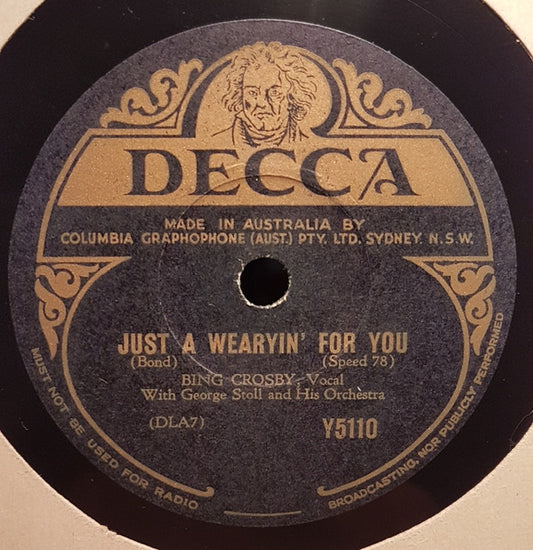 DECCA
MADE IN AUSTRALIA BY
COLUMBIA GRAPHOPHONE (AUST.) PTY. LTD. SYDNEY. N.S.W.
JUST A WEARYIN' FOR YOU
(Bond) (Speed 78)
BING CROSBY, Vocal
With George Stoll and His Orchestra
(DLA7) Y5110
MUST NOT BE USED FOR RADIO BROADCASTING, NOR PUBLICLY PERFORMED